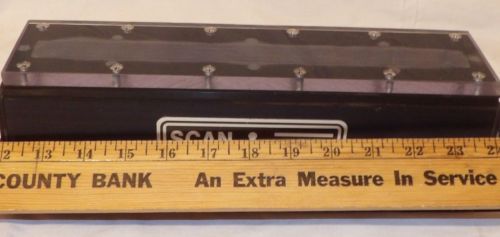 SCAN
2 13 14 15 16 17 18 19 20 21 22 23
COUNTY BANK An Extra Measure In Service